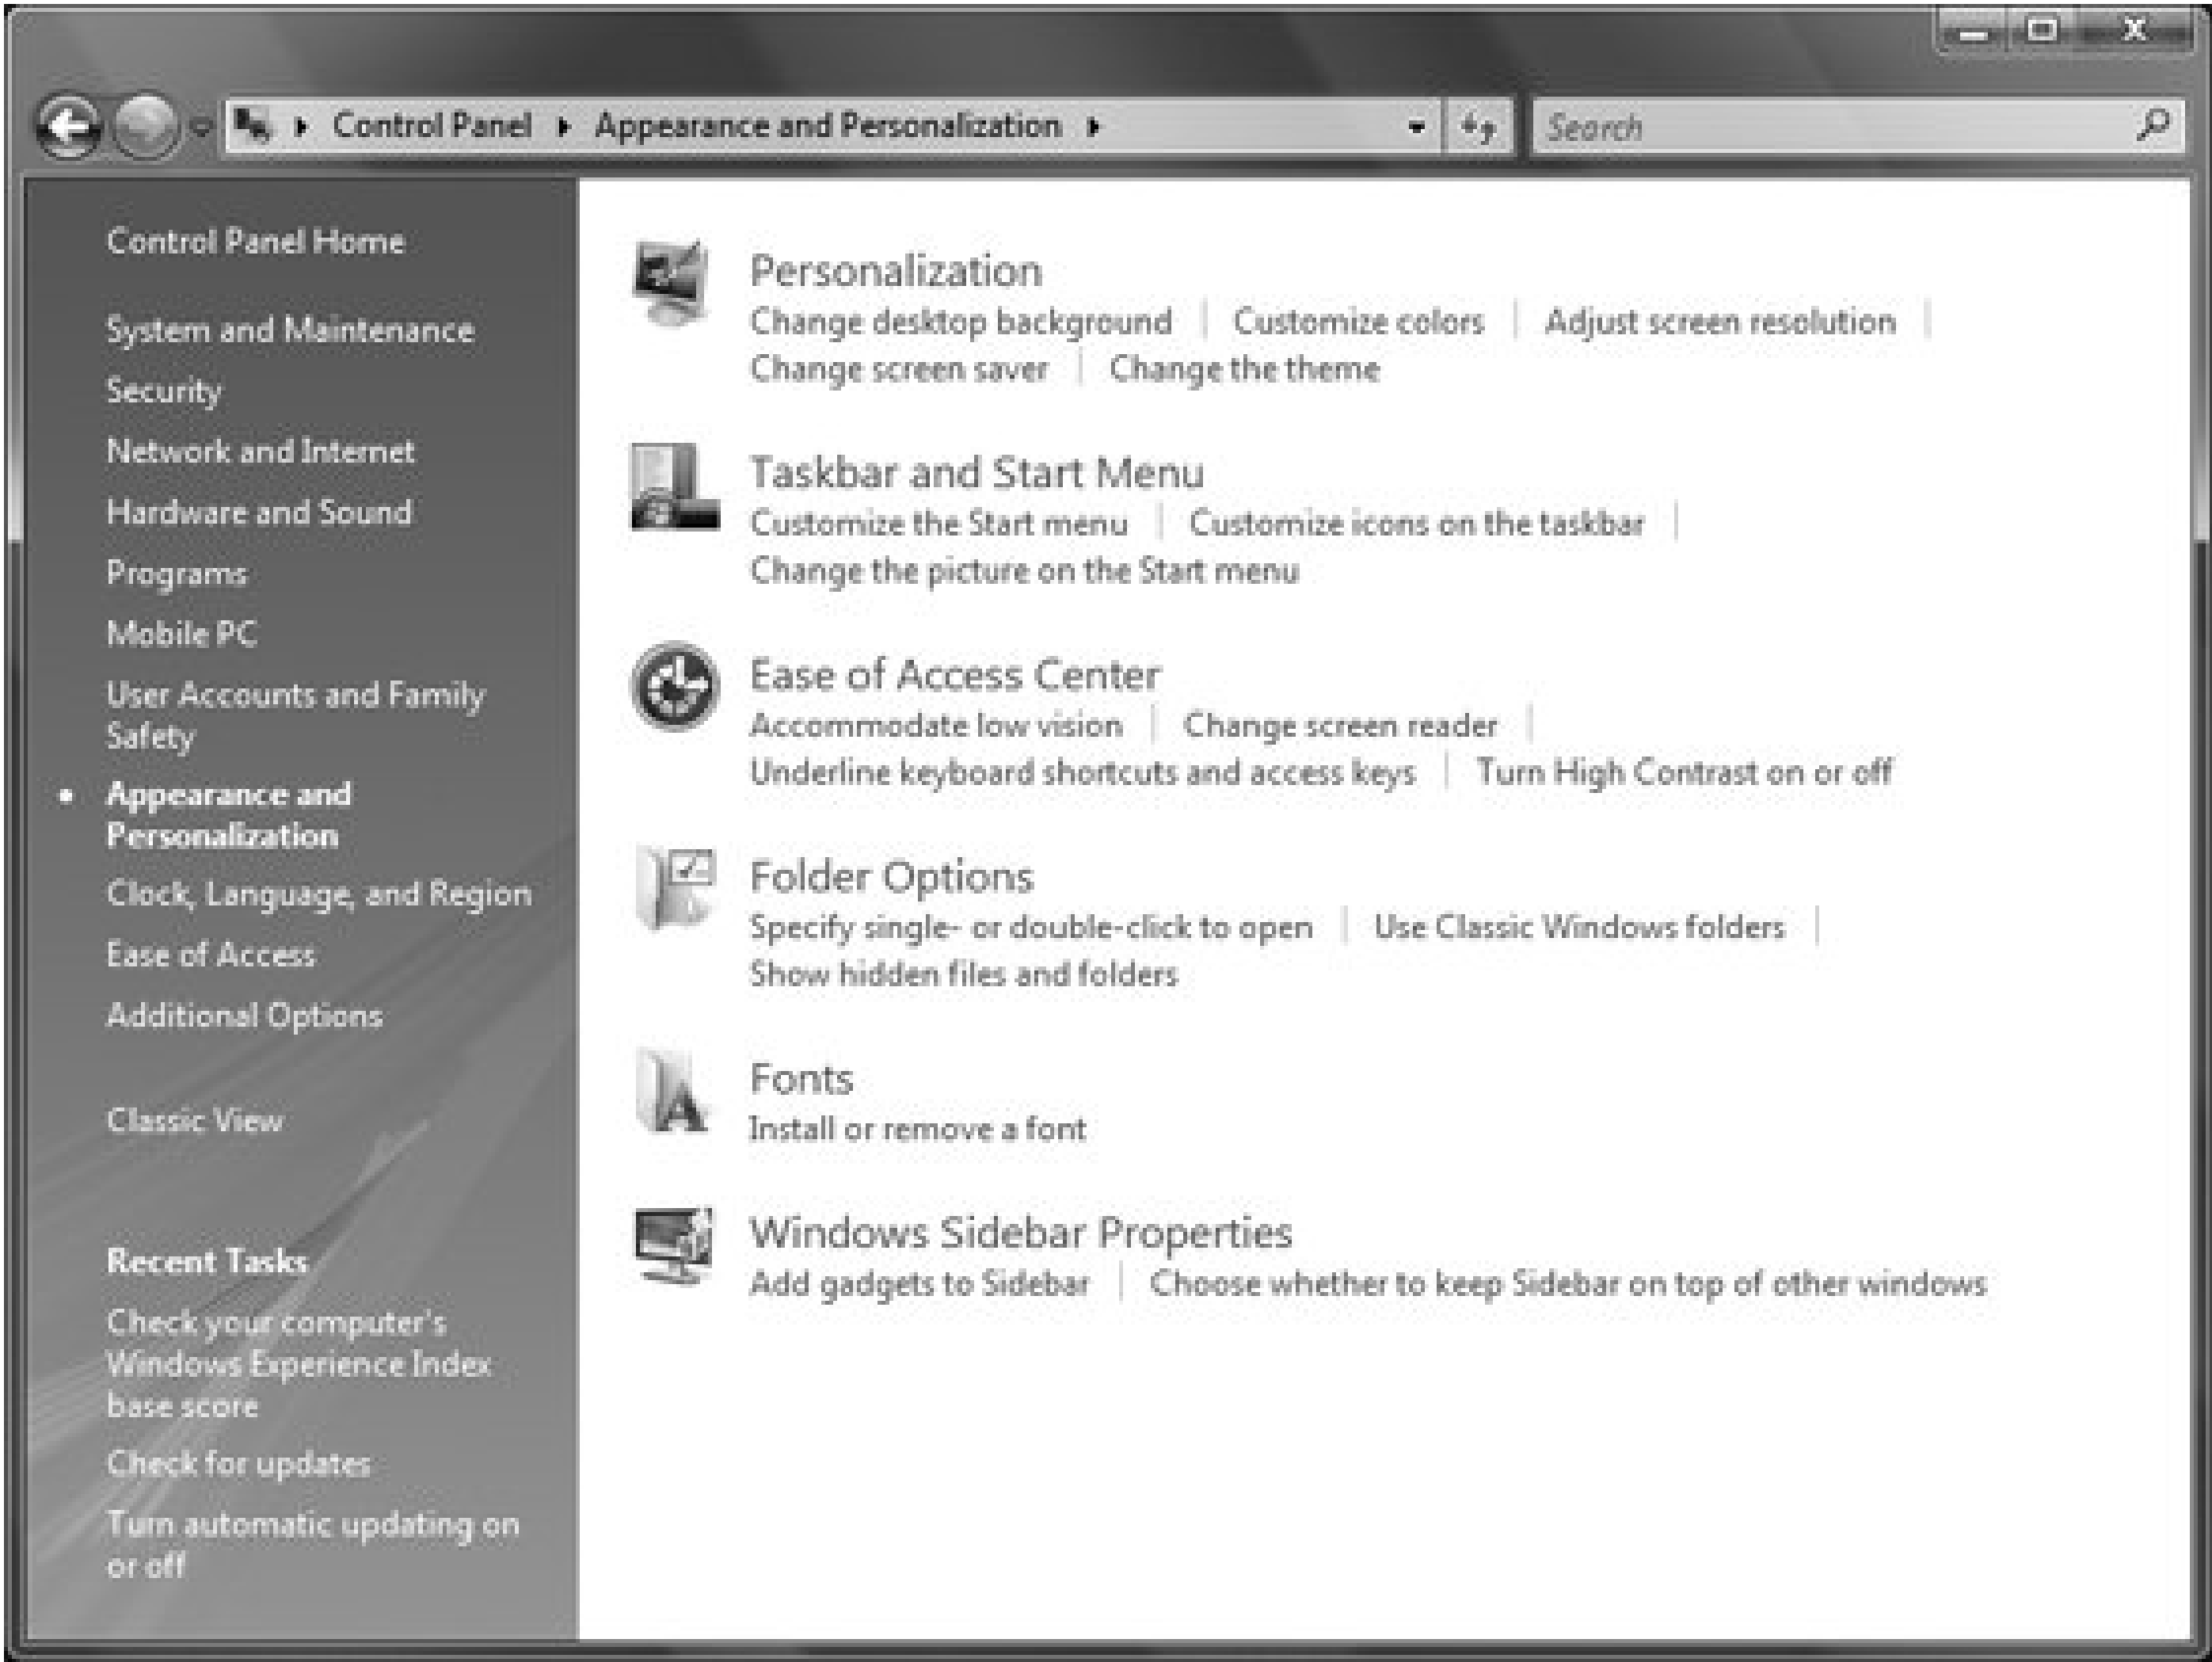 Control Panel Appearance and Personalization Search
Control Panel Home
System and Maintenance
Security
Network and Internet
Hardware and Sound
Programs
Mobile PC
User Accounts and Family
Safety
Appearance and
Personalization
Clock, Language, and Region
Ease of Access
Additional Options
Classic View
Recent Tasks
Check your computer's
Windows Experience Index
base score
Check for updates
Turn automatic updating on
or off
Personalization
Change desktop background Customize colors Adjust screen resolution
Change screen saver Change the theme
Taskbar and Start Menu
Customize the Start menu Customize icons on the taskbar
Change the picture on the Start menu
Ease of Access Center
Accommodate low vision Change screen reader
Underline keyboard shortcuts and access keys Turn High Contrast on or off
Folder Options
Specify single- or double-click to open Use Classic Windows folders
Show hidden files and folders
Fonts
Install or remove a font
Windows Sidebar Properties
Add gadgets to Sidebar Choose whether to keep Sidebar on top of other windows